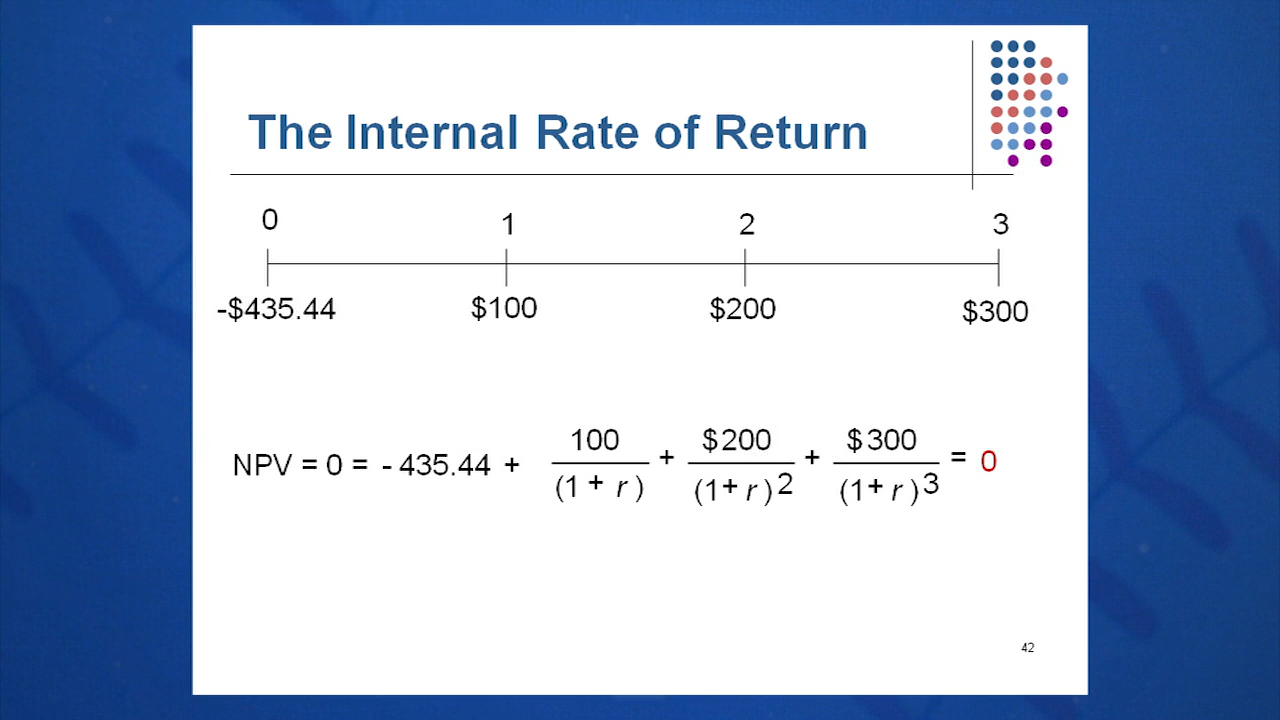 The Internal Rate of Return
0 1 2 3
-$435.44 $100 $200 $300
NPV = 0 = - 435.44 + 100 / (1 + r) + $200 / (1+ r)2 + $300 / (1+ r)3 = 0
42